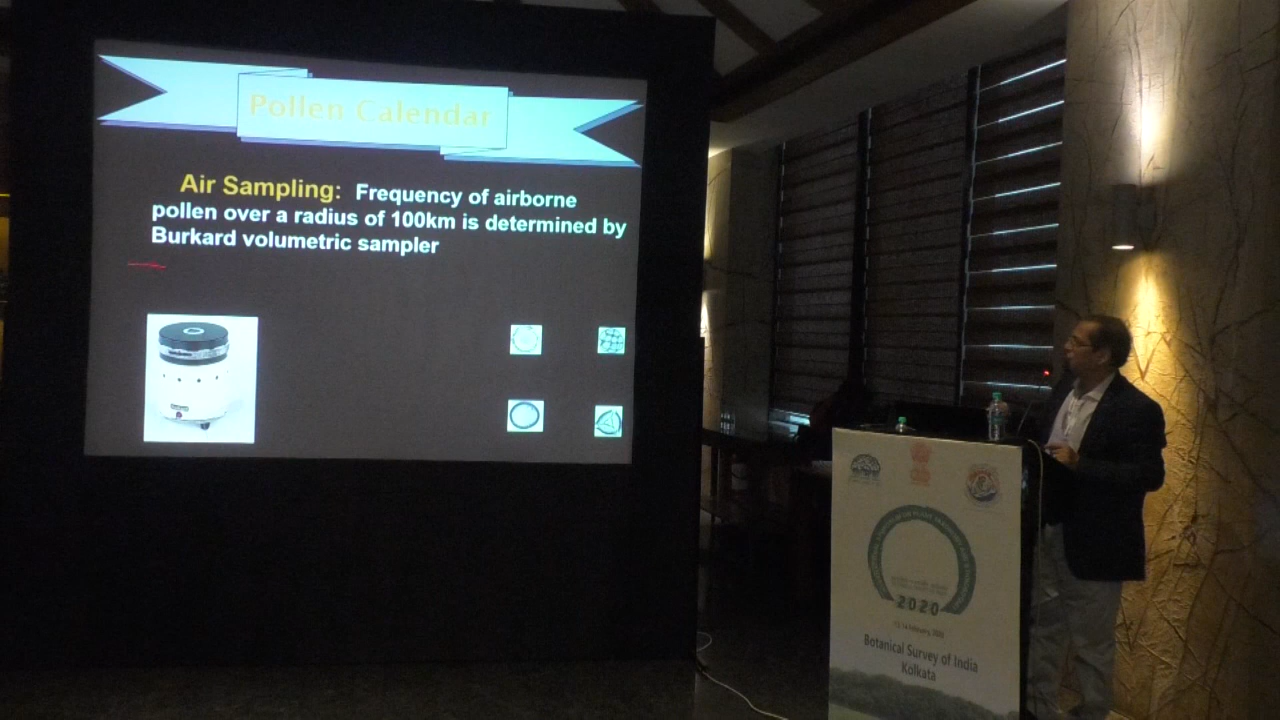 Pollen Calendar
Air Sampling: Frequency of airborne
pollen over a radius of 100km is determined by
Burkard volumetric sampler
2020
Botanical Survey of India
Kolkata